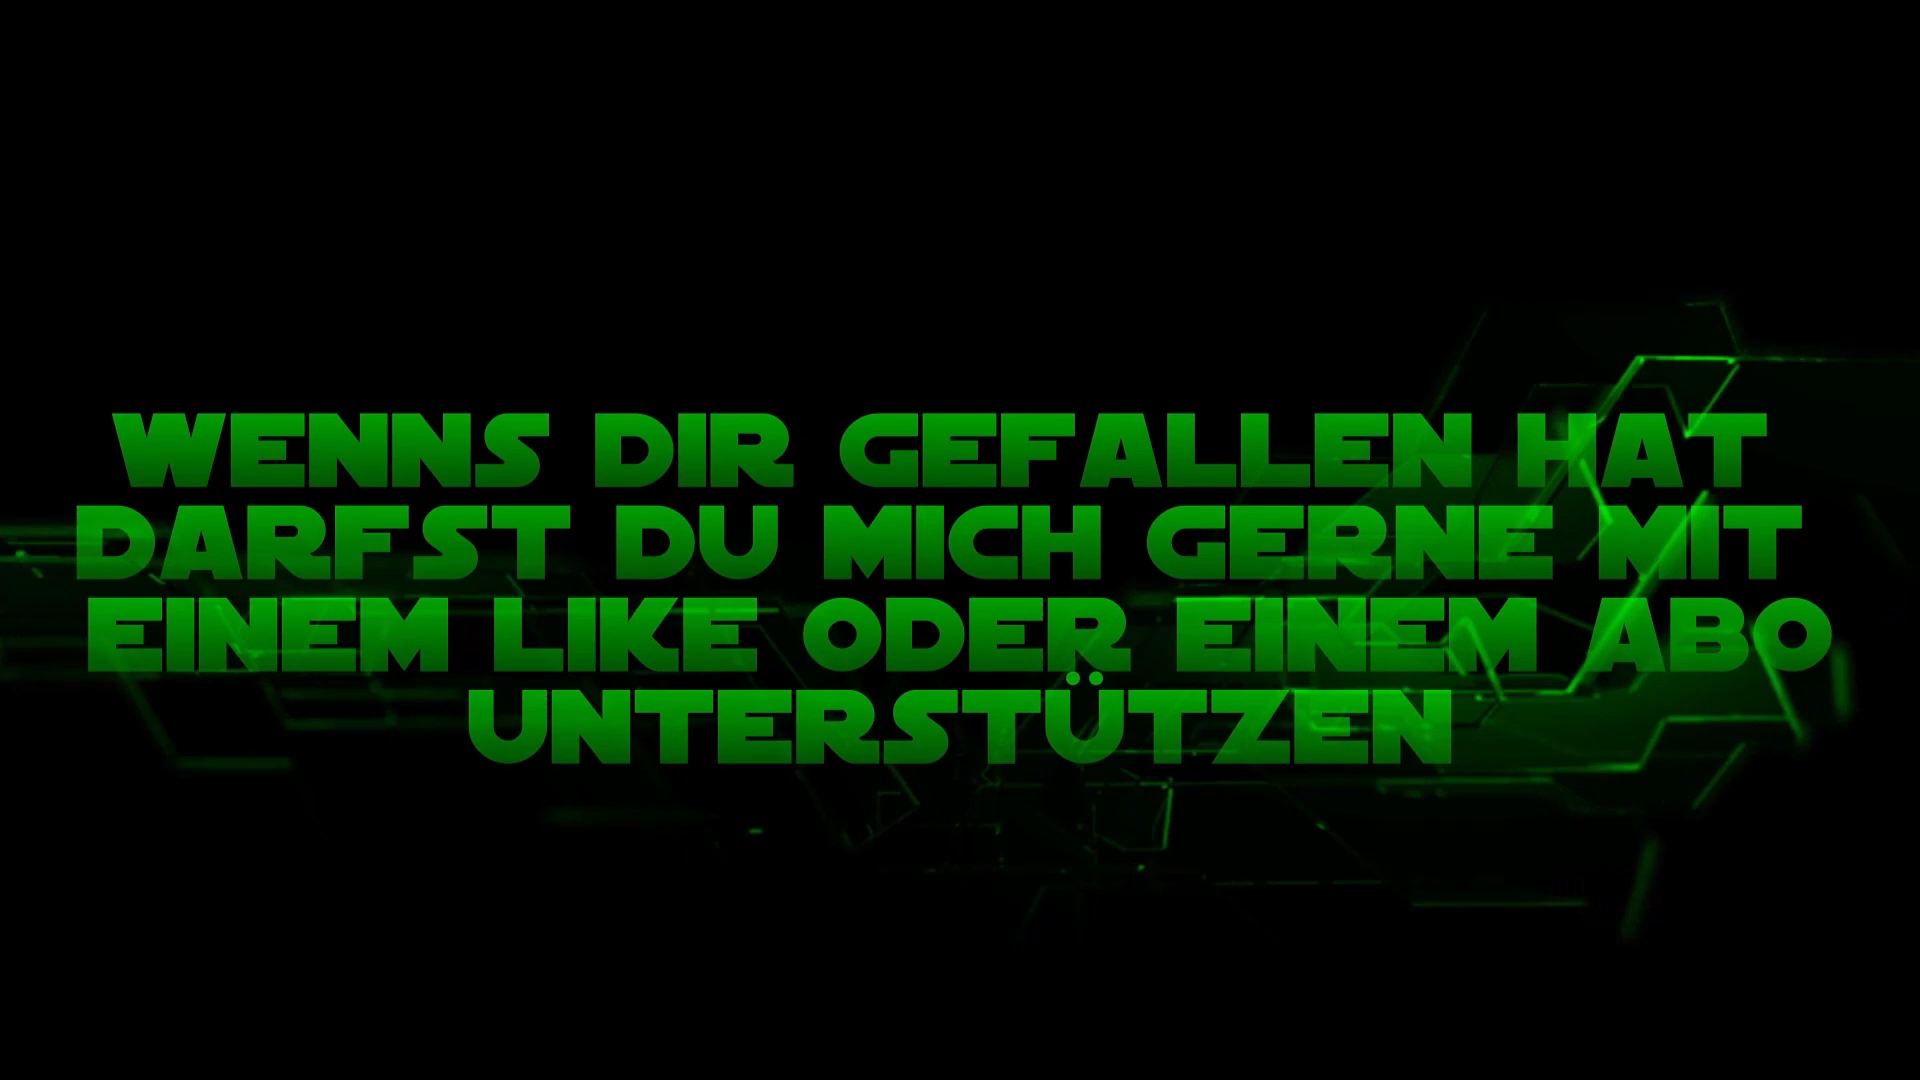 WENNS DIR GEFALLEN HAT
DARFST DU MICH GERNE MIT
EINEM LIKE ODER EINEM ABO
UNTERSTÜTZEN